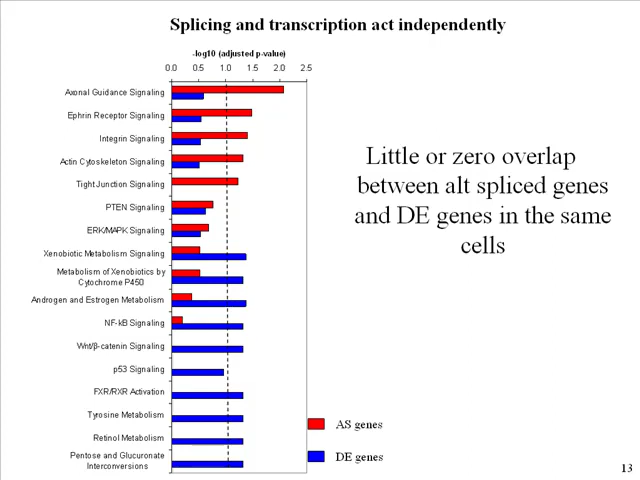 Splicing and transcription act independently
-log10 (adjusted p-value)
0.0 0.5 1.0 1.5 2.0 2.5
Axonal Guidance Signaling
Ephrin Receptor Signaling
Integrin Signaling
Actin Cytoskeleton Signaling
Tight Junction Signaling
PTEN Signaling
ERK/MAPK Signaling
Xenobiotic Metabolism Signaling
Metabolism of Xenobiotics by
Cytochrome P450
Androgen and Estrogen Metabolism
NF-kB Signaling
Wnt/β-catenin Signaling
p53 Signaling
FXR/RXR Activation
Tyrosine Metabolism
Retinol Metabolism
Pentose and Glucuronate
Interconversions
Little or zero overlap
between alt spliced genes
and DE genes in the same
cells
AS genes
DE genes
13